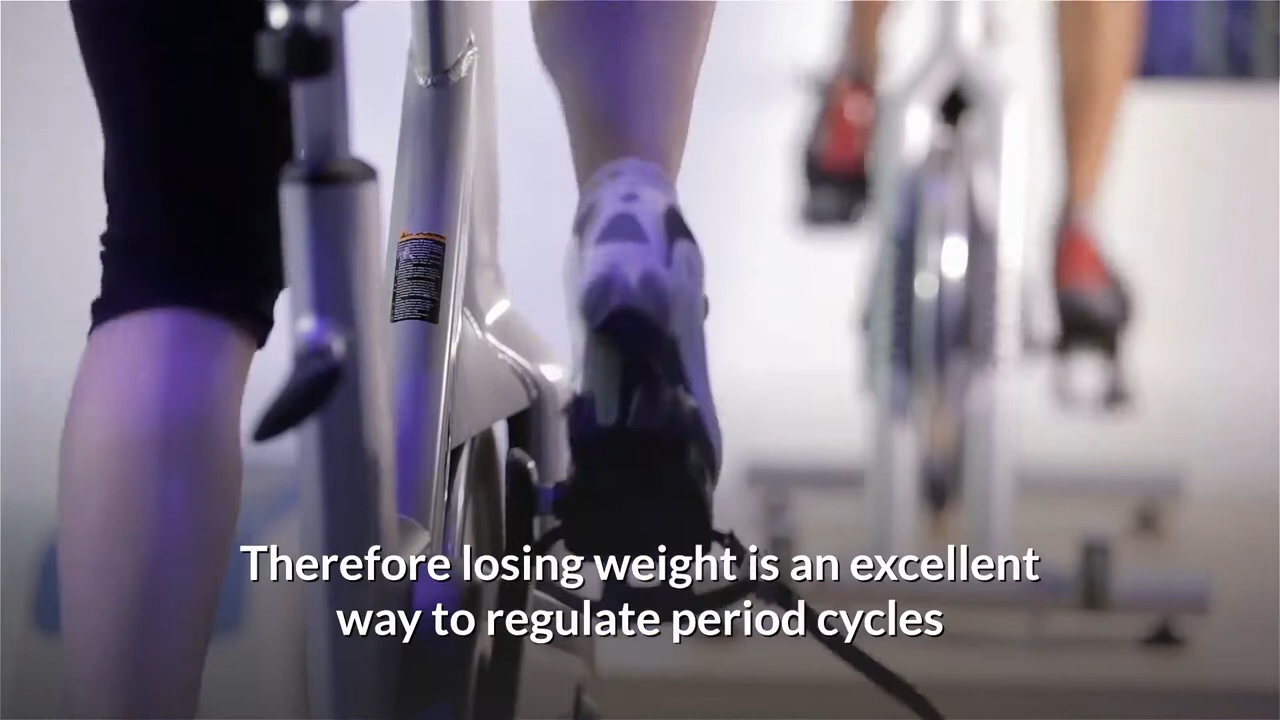 Therefore losing weight is an excellent
way to regulate period cycles